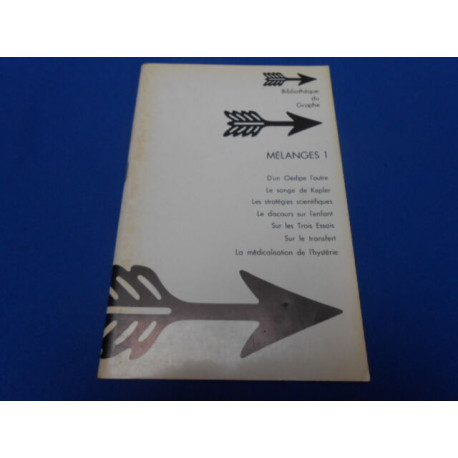 Bibliothèque
du
Graphe
MÉLANGES 1
D'un Oedipe l'autre
Le songe de Kepler
Les stratégies scientifiques
Le discours sur l'enfant
Sur les Trois Essais
Sur le transfert
La médicalisation de l'hystérie